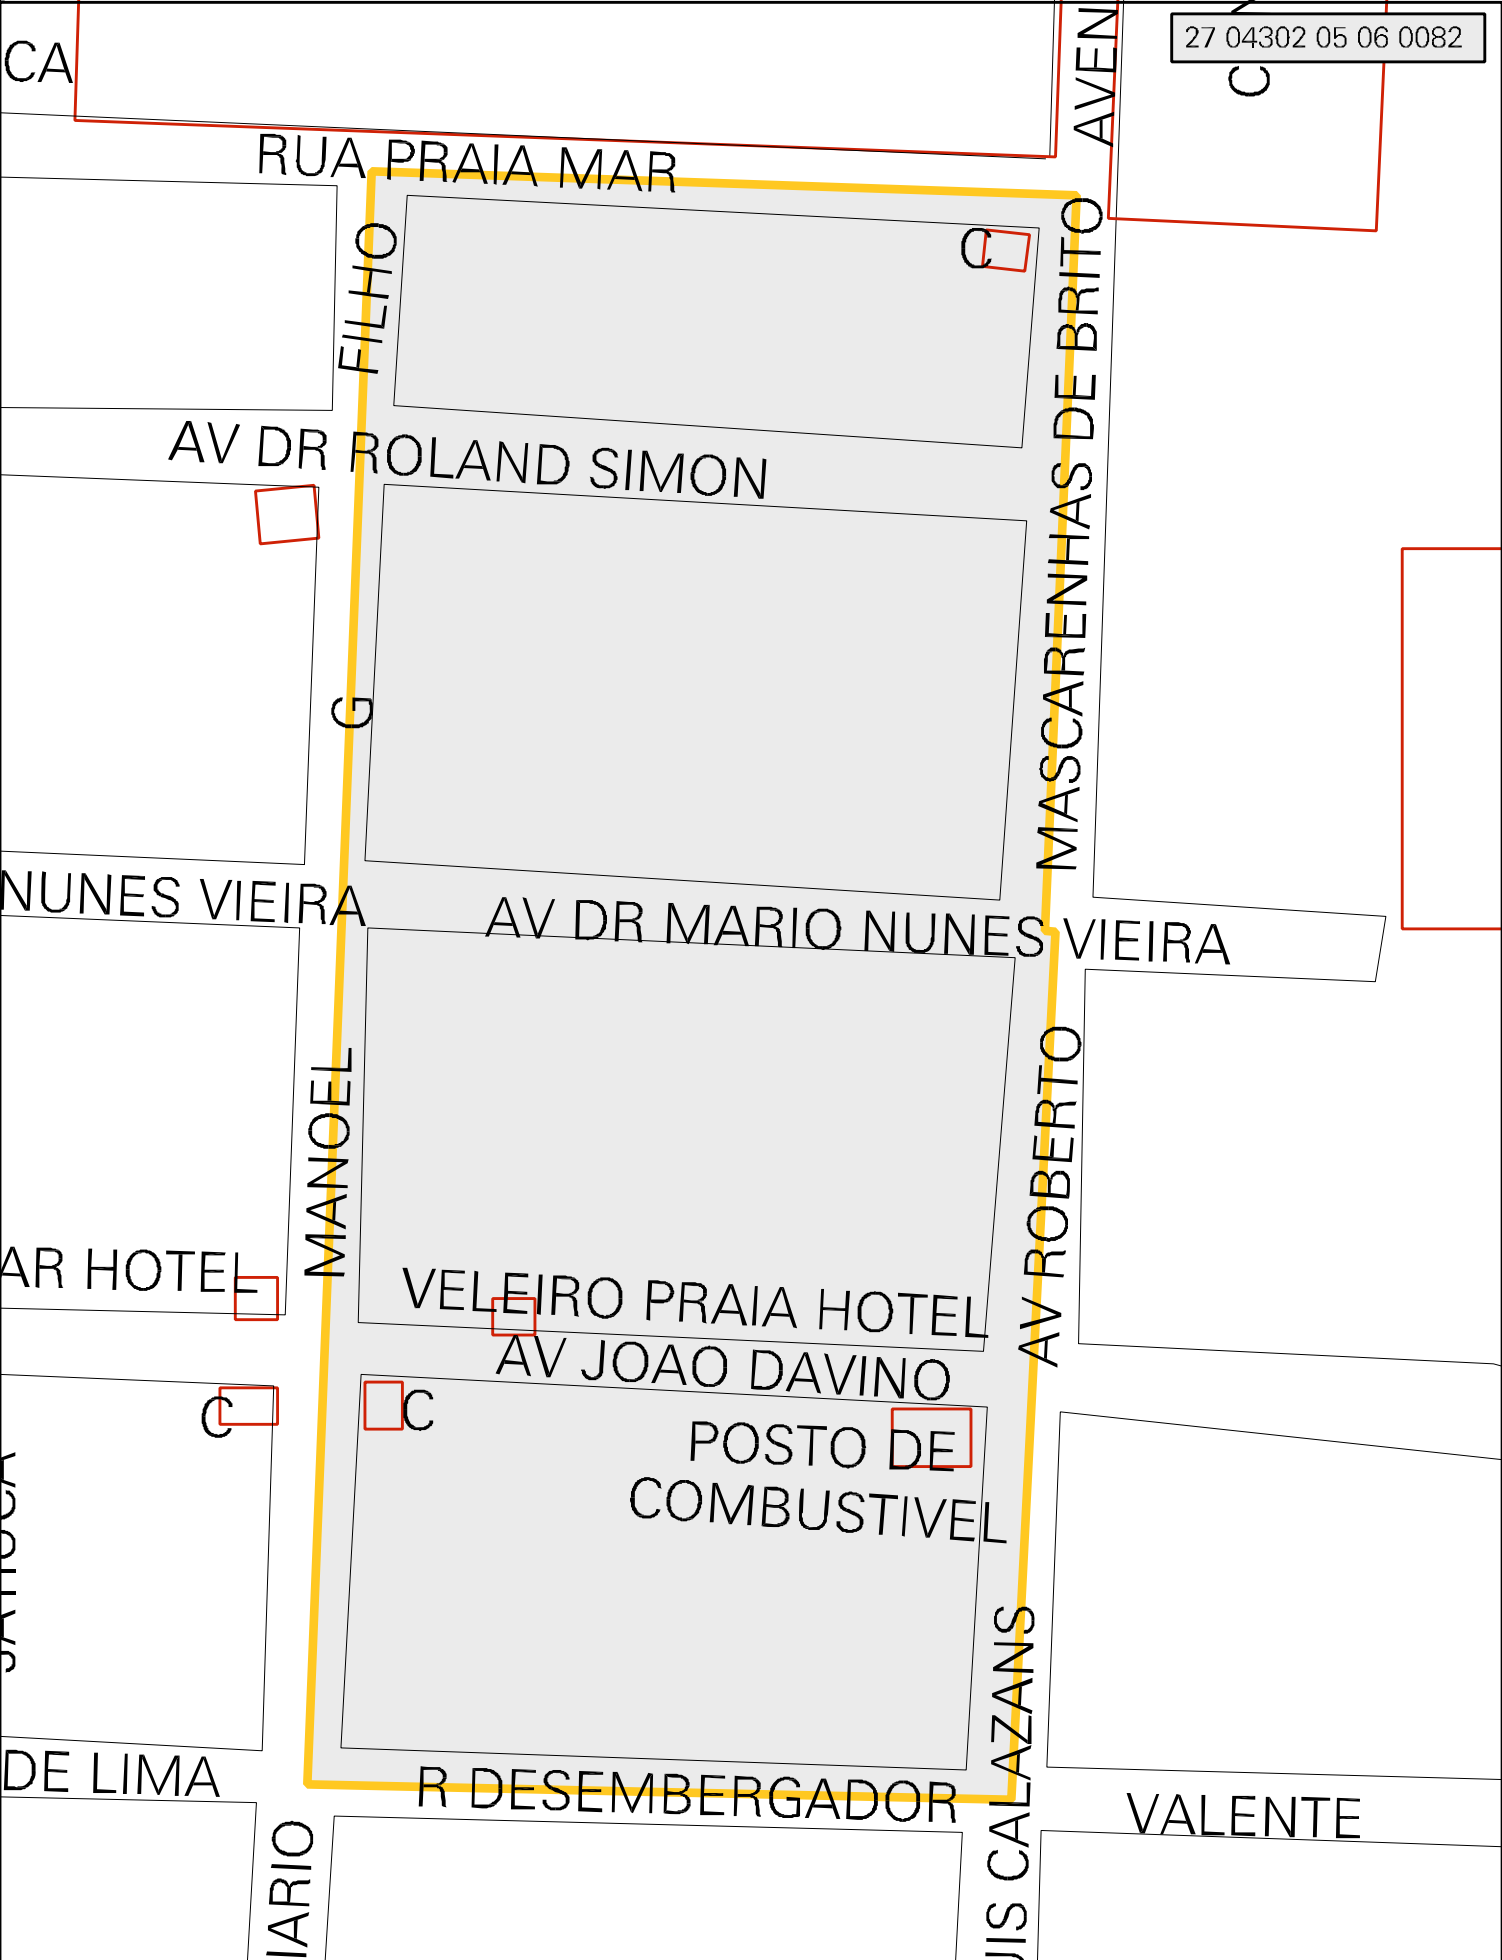 CA
AVEN
27 04302 05 06 0082
C
RUA PRAIA MAR
FILHO
C
MASCARENHAS DE BRITO
AV DR ROLAND SIMON
G
NUNES VIEIRA
AV DR MARIO NUNES VIEIRA
MANOEL
AV ROBERTO
AR HOTEL
VELEIRO PRAIA HOTEL
AV JOAO DAVINO
C
C
POSTO DE
COMBUSTIVEL
CALAZANS
DE LIMA
R DESEMBERGADOR
VALENTE
IARIO
UIS